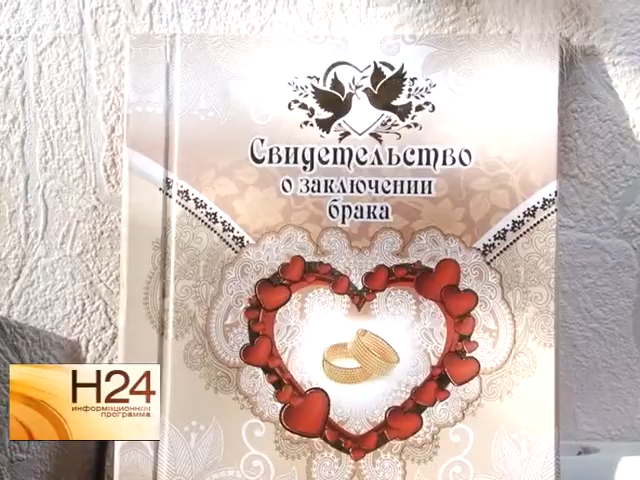 Свидетельство
о заключении
брака
Н24
информационная
программа